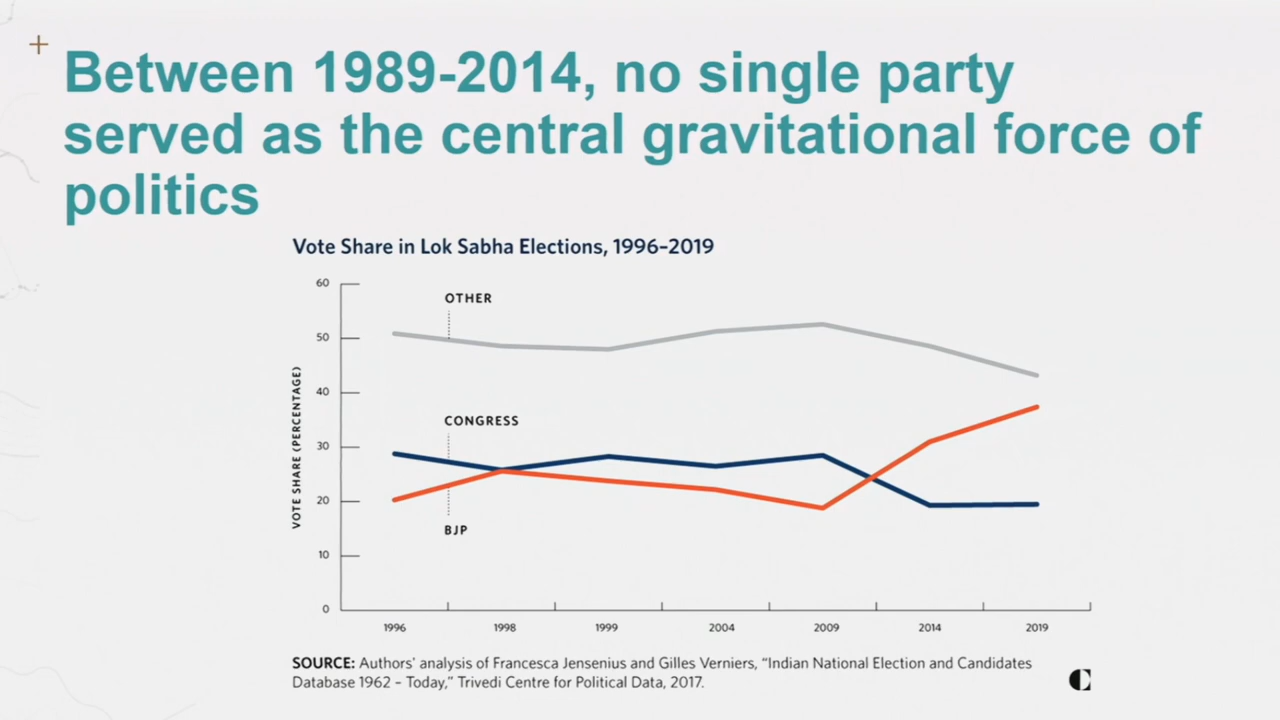 Between 1989-2014, no single party
served as the central gravitational force of
politics
Vote Share in Lok Sabha Elections, 1996–2019
VOTE SHARE (PERCENTAGE)
60
50
40
30
20
10
0
OTHER
CONGRESS
BJP
1996 1998 1999 2004 2009 2014 2019
SOURCE: Authors' analysis of Francesca Jensenius and Gilles Verniers, “Indian National Election and Candidates
Database 1962 – Today,” Trivedi Centre for Political Data, 2017.